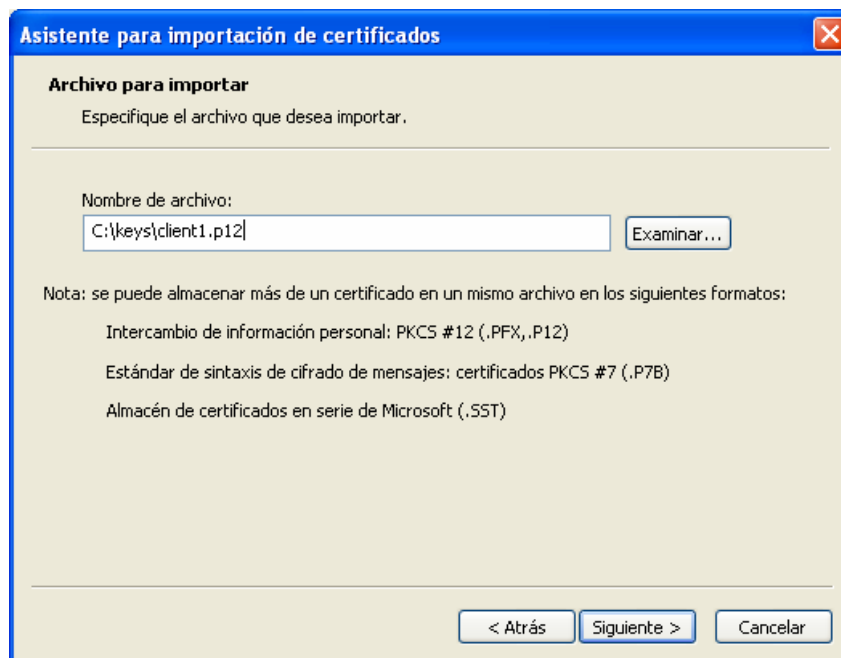 Asistente para importación de certificados
Archivo para importar
Especifique el archivo que desea importar.
Nombre de archivo:
C:\keys\client1.p12
Examinar...
Nota: se puede almacenar más de un certificado en un mismo archivo en los siguientes formatos:
Intercambio de información personal: PKCS #12 (.PFX,.P12)
Estándar de sintaxis de cifrado de mensajes: certificados PKCS #7 (.P7B)
Almacén de certificados en serie de Microsoft (.SST)
< Atrás
Siguiente >
Cancelar